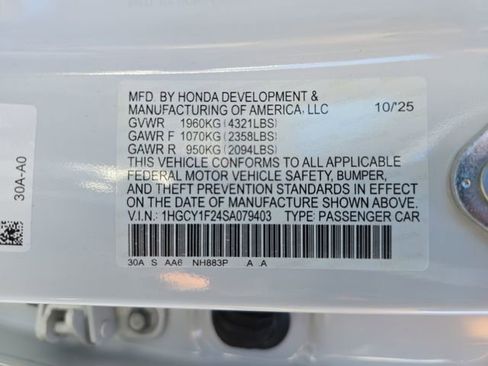 MFD. BY HONDA DEVELOPMENT &
MANUFACTURING OF AMERICA, LLC 10/'25
GVWR 1960KG (4321LBS)
GAWR F 1070KG (2358LBS)
GAWR R 950KG (2094LBS)
THIS VEHICLE CONFORMS TO ALL APPLICABLE
FEDERAL MOTOR VEHICLE SAFETY, BUMPER,
AND THEFT PREVENTION STANDARDS IN EFFECT
ON THE DATE OF MANUFACTURE SHOWN ABOVE.
V.I.N.: 1HGCY1F24SA079403 TYPE: PASSENGER CAR
30A S AA6 NH883P A .A
30A-A0